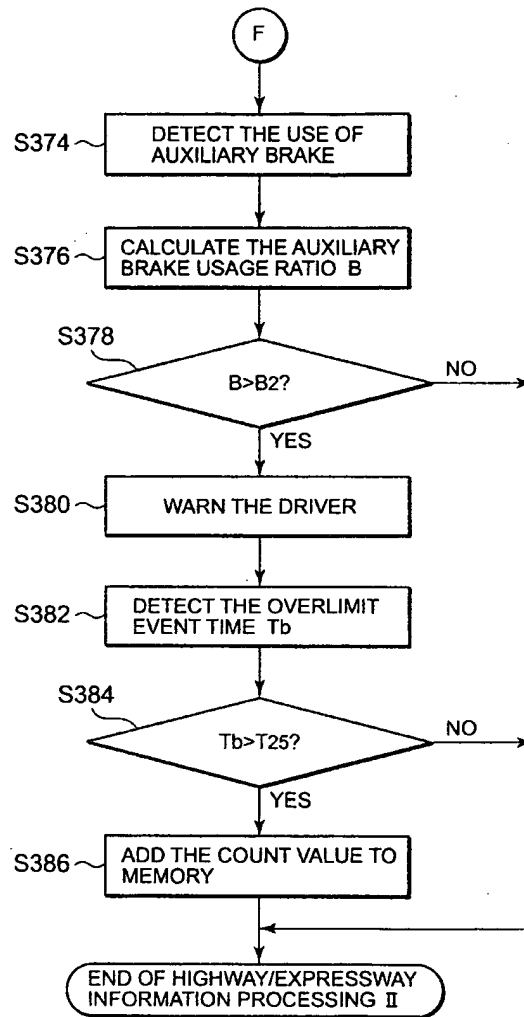 F
S374
DETECT THE USE OF
AUXILIARY BRAKE
S376
CALCULATE THE AUXILIARY
BRAKE USAGE RATIO B
S378
B>B2?
NO
YES
S380
WARN THE DRIVER
S382
DETECT THE OVERLIMIT
EVENT TIME Tb
S384
Tb>T25?
NO
YES
S386
ADD THE COUNT VALUE TO
MEMORY
END OF HIGHWAY/EXPRESSWAY
INFORMATION PROCESSING II